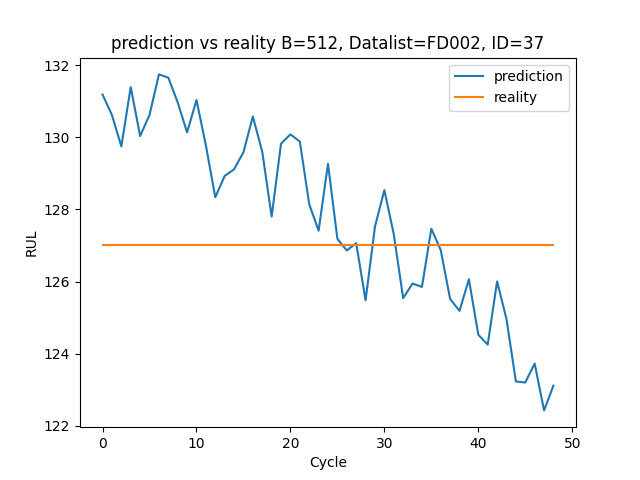 prediction vs reality B=512, Datalist=FD002, ID=37
prediction
reality
RUL
132
130
128
126
124
122
0 10 20 30 40 50
Cycle